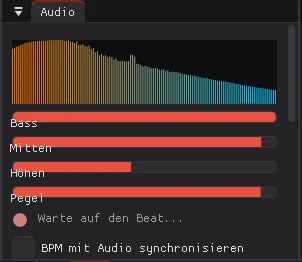 Audio
Bass
Mitten
Höhen
Pegel
Warte auf den Beat...
BPM mit Audio synchronisieren